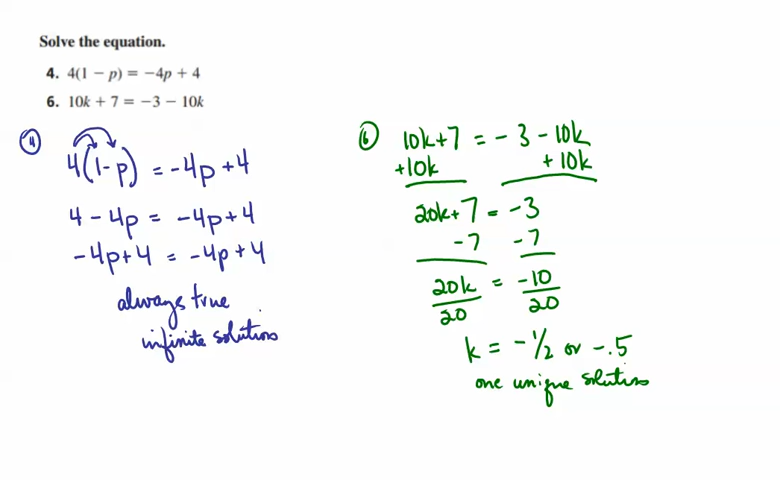 Solve the equation.
4. 4(1 − p) = −4p + 4
6. 10k + 7 = −3 − 10k
④
4(1-p) = -4p+4
4 - 4p = -4p+4
-4p+4 = -4p+4
always true
infinite solutions
⑥ 10k+7 = - 3 - 10k
+10k + 10k
20k+7 = -3
-7 -7
20k = -10
20 20
k = - 1/2 or -.5
one unique solution